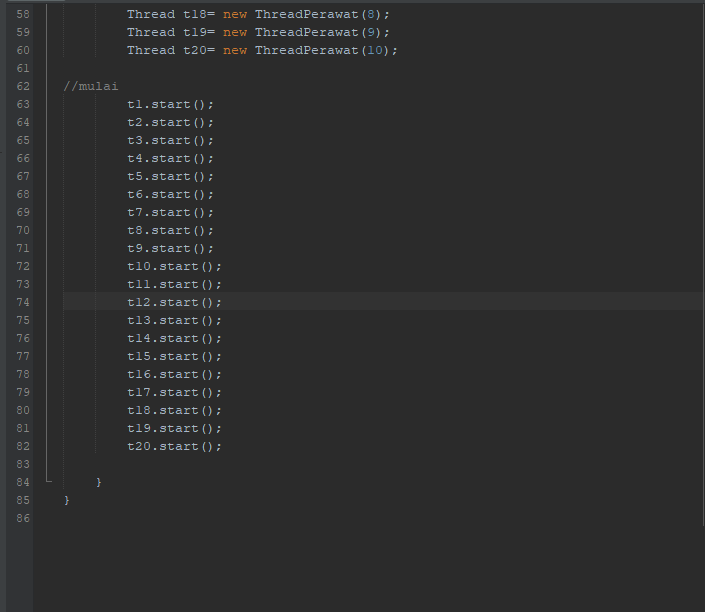 58 Thread t18= new ThreadPerawat(8);
59 Thread t19= new ThreadPerawat(9);
60 Thread t20= new ThreadPerawat(10);
61
62 //mulai
63 t1.start();
64 t2.start();
65 t3.start();
66 t4.start();
67 t5.start();
68 t6.start();
69 t7.start();
70 t8.start();
71 t9.start();
72 t10.start();
73 t11.start();
74 t12.start();
75 t13.start();
76 t14.start();
77 t15.start();
78 t16.start();
79 t17.start();
80 t18.start();
81 t19.start();
82 t20.start();
83
84 }
85 }
86